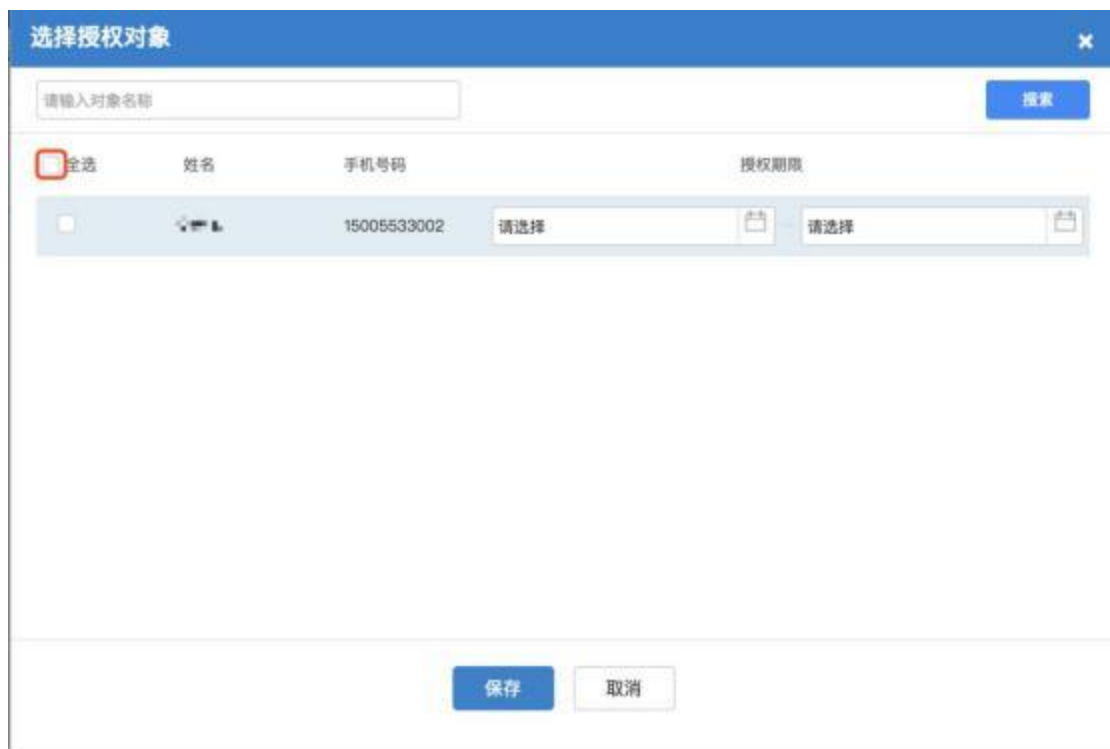 选择授权对象
请输入对象名称
搜索
全选 姓名 手机号码 授权期限
15005533002 请选择 请选择
保存 取消